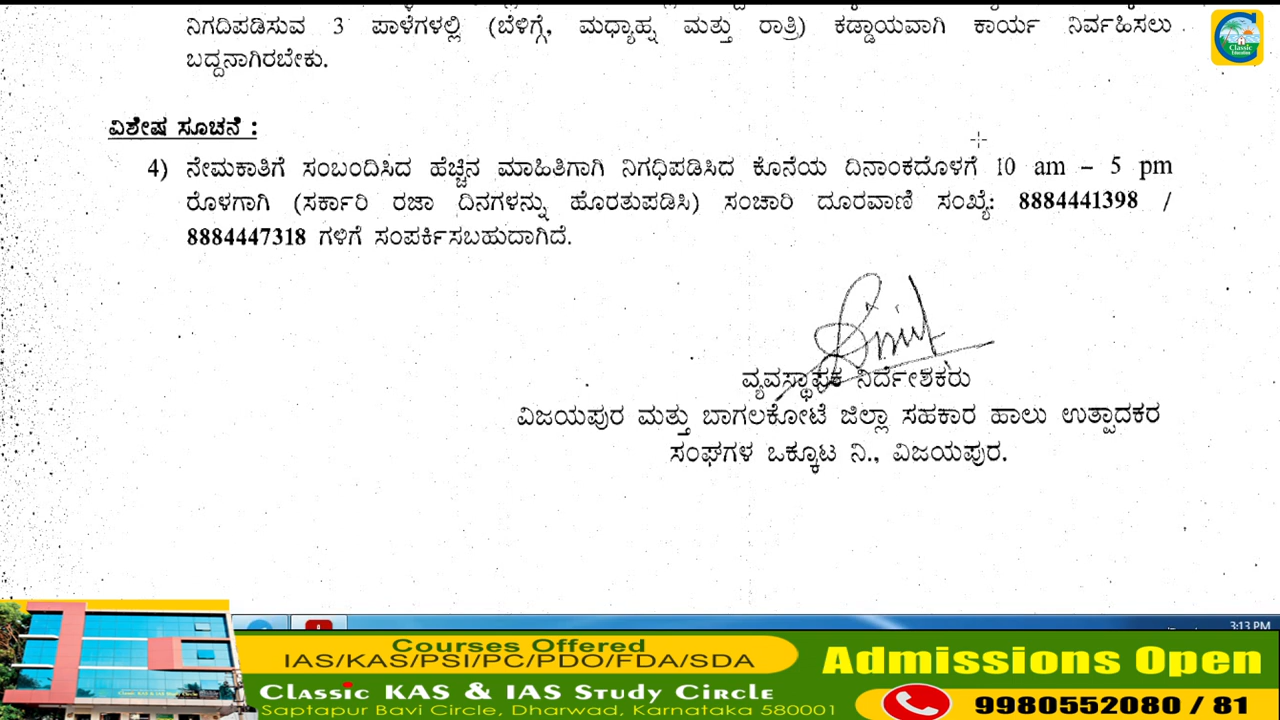 ನಿಗದಿಪಡಿಸುವ 3 ಪಾಳೆಗಳಲ್ಲಿ (ಬೆಳಿಗ್ಗೆ, ಮಧ್ಯಾಹ್ನ ಮತ್ತು ರಾತ್ರಿ) ಕಡ್ಡಾಯವಾಗಿ ಕಾರ್ಯ ನಿರ್ವಹಿಸಲು
ಬದ್ದನಾಗಿರಬೇಕು.
Classic
Education
ವಿಶೇಷ ಸೂಚನೆ :
4) ನೇಮಕಾತಿಗೆ ಸಂಬಂದಿಸಿದ ಹೆಚ್ಚಿನ ಮಾಹಿತಿಗಾಗಿ ನಿಗಧಿಪಡಿಸಿದ ಕೊನೆಯ ದಿನಾಂಕದೊಳಗೆ 10 am – 5 pm
ರೊಳಗಾಗಿ (ಸರ್ಕಾರಿ ರಜಾ ದಿನಗಳನ್ನು ಹೊರತುಪಡಿಸಿ) ಸಂಚಾರಿ ದೂರವಾಣಿ ಸಂಖ್ಯೆ: 8884441398 /
8884447318 ಗಳಿಗೆ ಸಂಪರ್ಕಿಸಬಹುದಾಗಿದೆ.
ವ್ಯವಸ್ಥಾಪಕ ನಿರ್ದೇಶಕರು
ವಿಜಯಪುರ ಮತ್ತು ಬಾಗಲಕೋಟೆ ಜಿಲ್ಲಾ ಸಹಕಾರ ಹಾಲು ಉತ್ಪಾದಕರ
ಸಂಘಗಳ ಒಕ್ಕೂಟ ನಿ., ವಿಜಯಪುರ.
3:13 PM
Courses Offered
IAS/KAS/PSI/PC/PDO/FDA/SDA
Classic KAS & IAS Study Circle
Saptapur Bavi Circle, Dharwad, Karnataka 580001
Admissions Open
9980552080 / 81